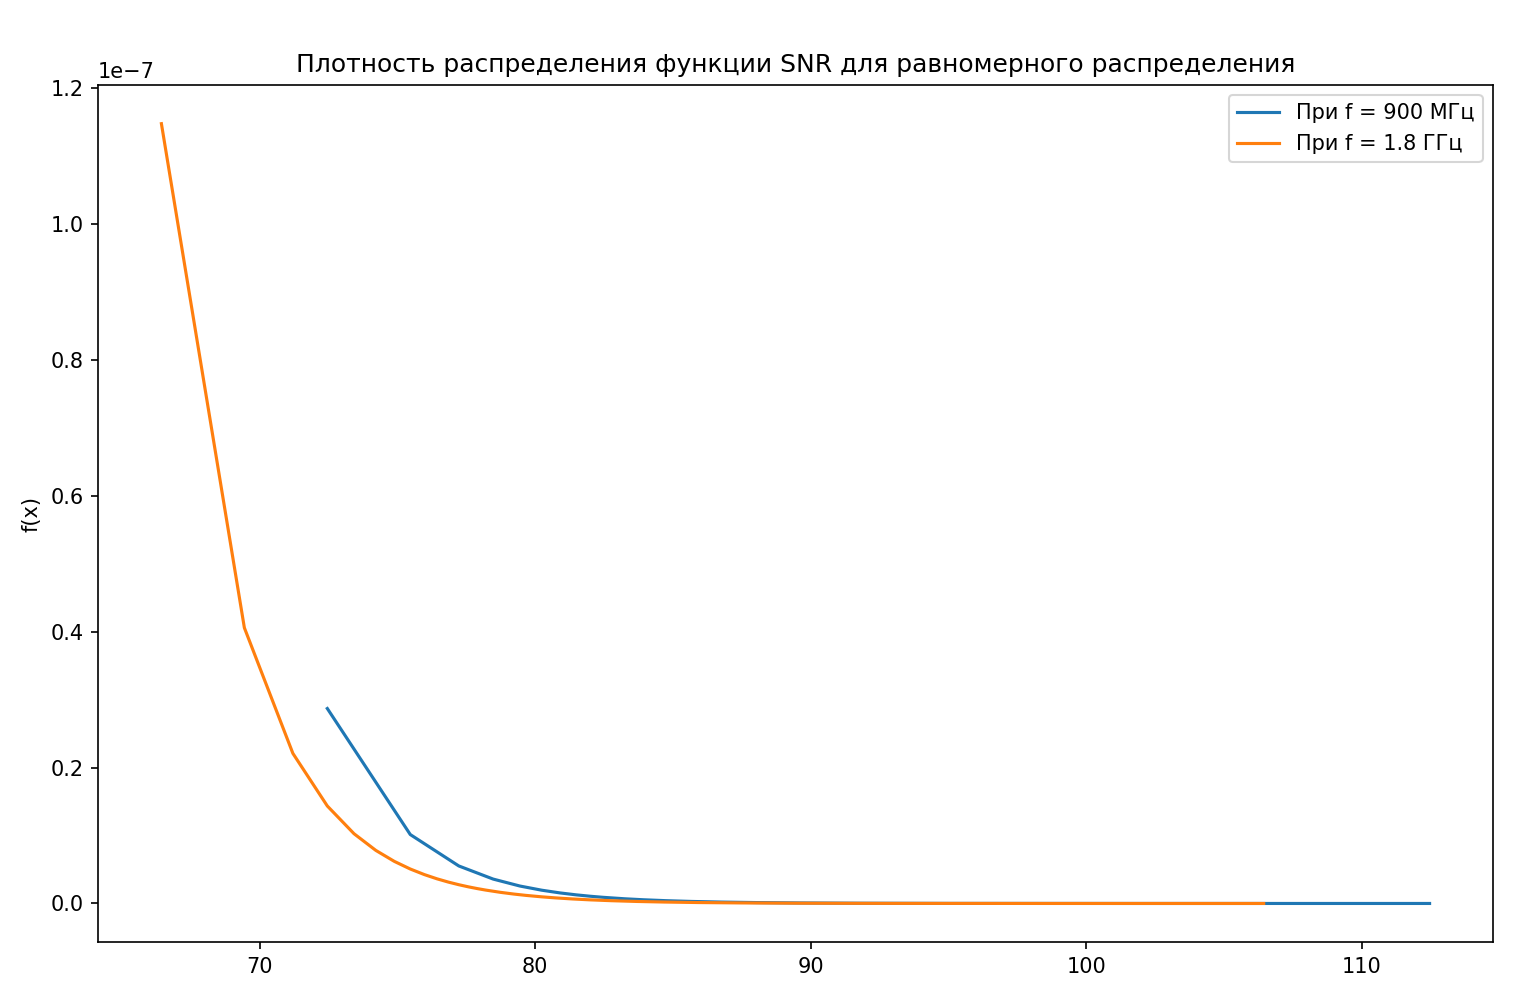 Плотность распределения функции SNR для равномерного распределения
1e−7
1.2
1.0
0.8
0.6
0.4
0.2
0.0
f(x)
При f = 900 МГц
При f = 1.8 ГГц
70
80
90
100
110